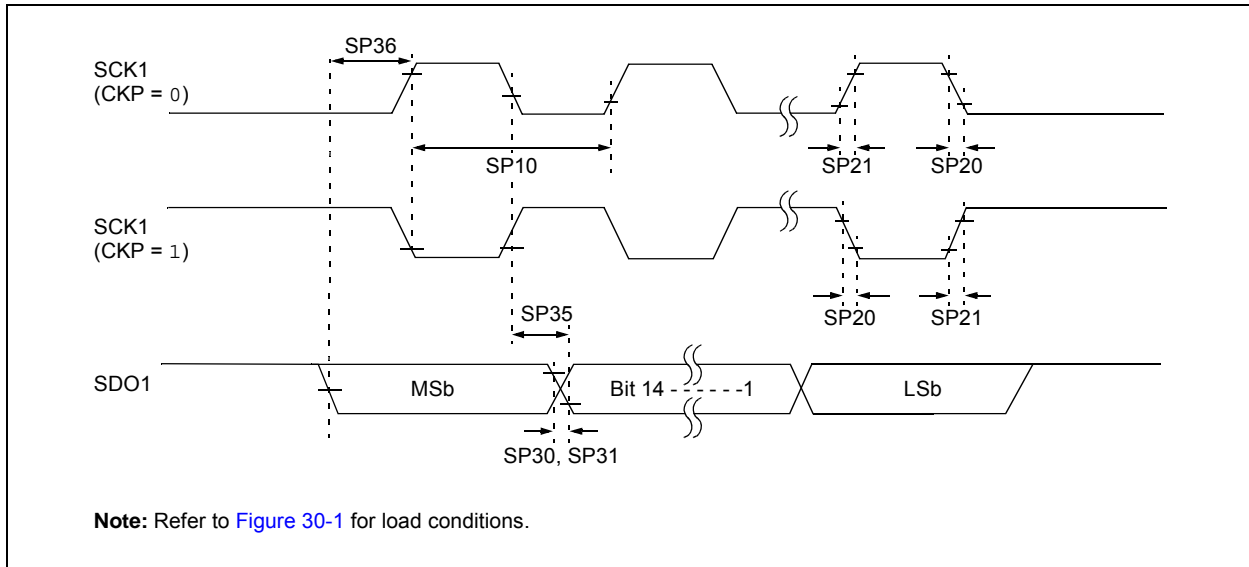 SP36
SCK1
(CKP = 0)
SP10
SP21
SP20
SCK1
(CKP = 1)
SP35
SP20
SP21
SDO1
MSb
Bit 14 - - - - - - -1
LSb
SP30, SP31
Note: Refer to Figure 30-1 for load conditions.